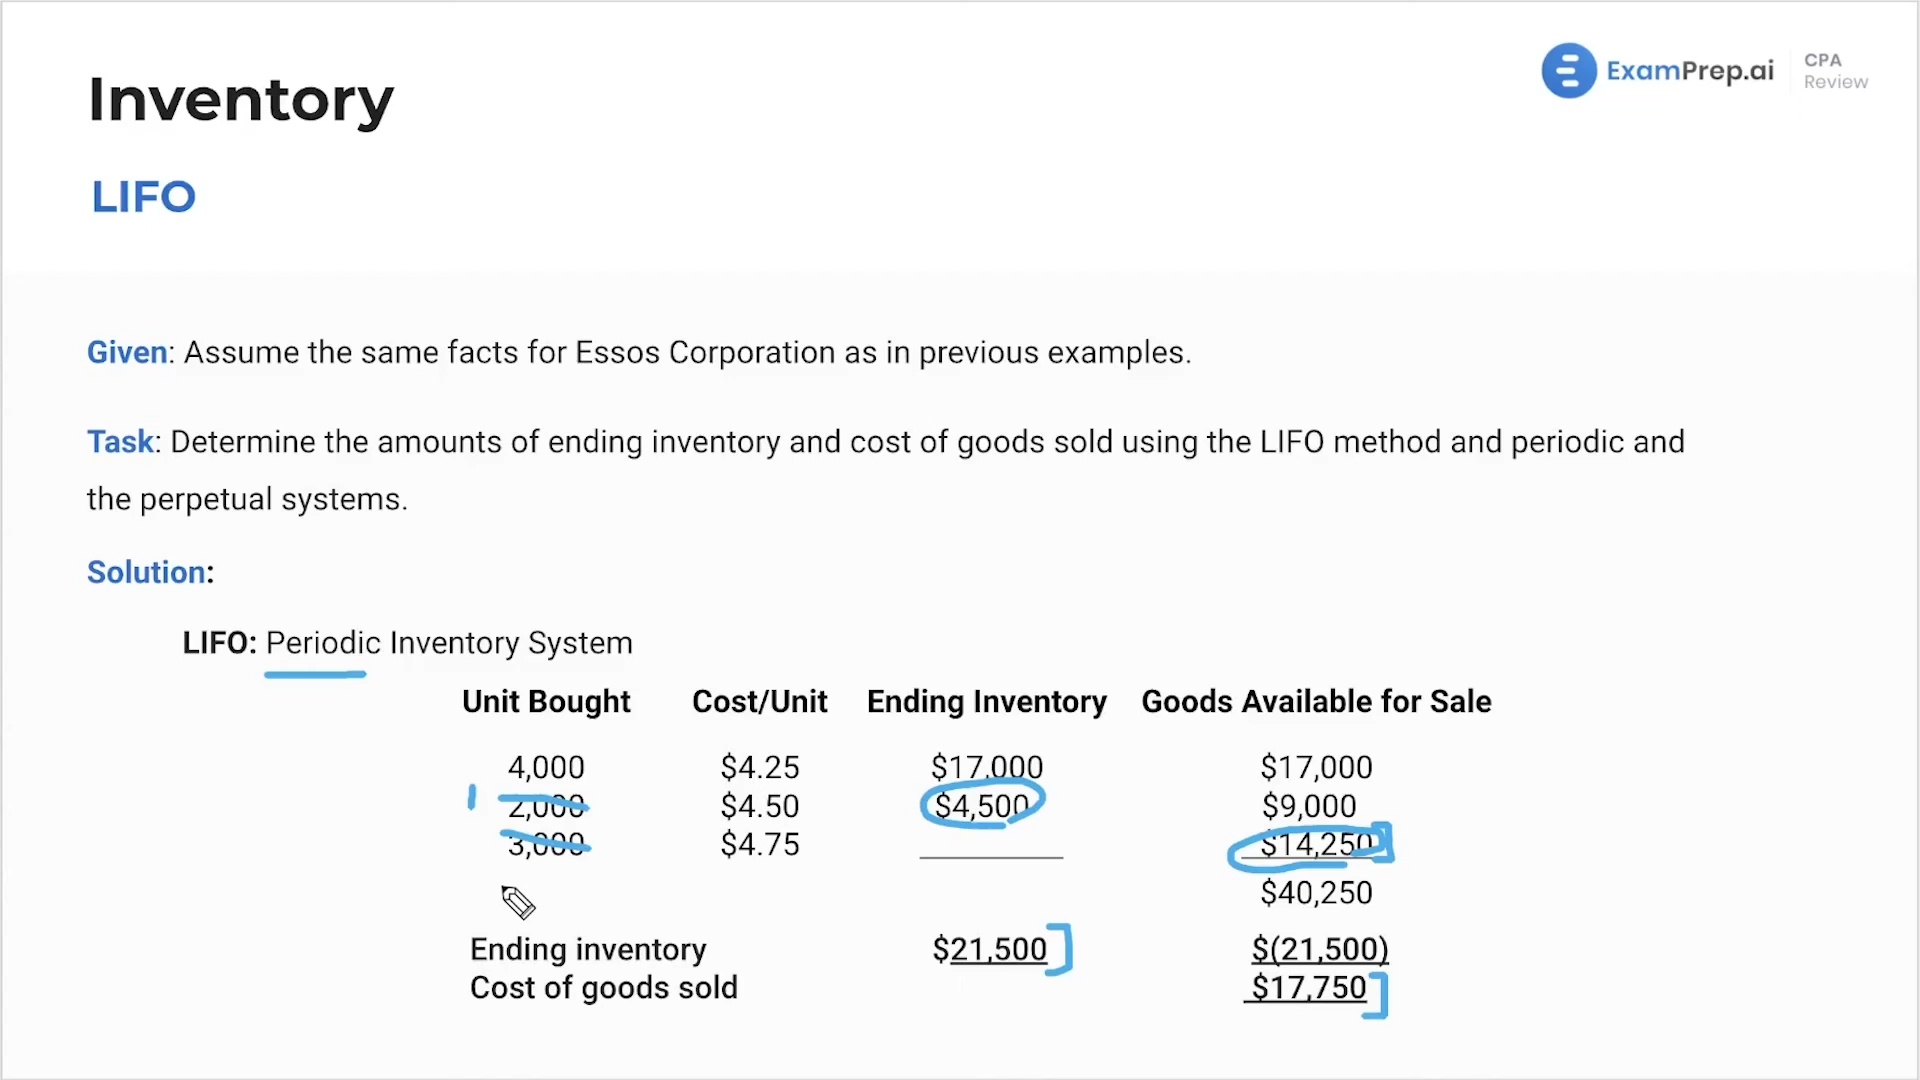 Inventory
ExamPrep.ai CPA Review
LIFO
Given: Assume the same facts for Essos Corporation as in previous examples.
Task: Determine the amounts of ending inventory and cost of goods sold using the LIFO method and periodic and
the perpetual systems.
Solution:
LIFO: Periodic Inventory System
Unit Bought Cost/Unit Ending Inventory Goods Available for Sale
4,000 $4.25 $17,000 $17,000
2,000 $4.50 $4,500 $9,000
3,000 $4.75 $14,250
$40,250
Ending inventory $21,500 $(21,500)
Cost of goods sold $17,750